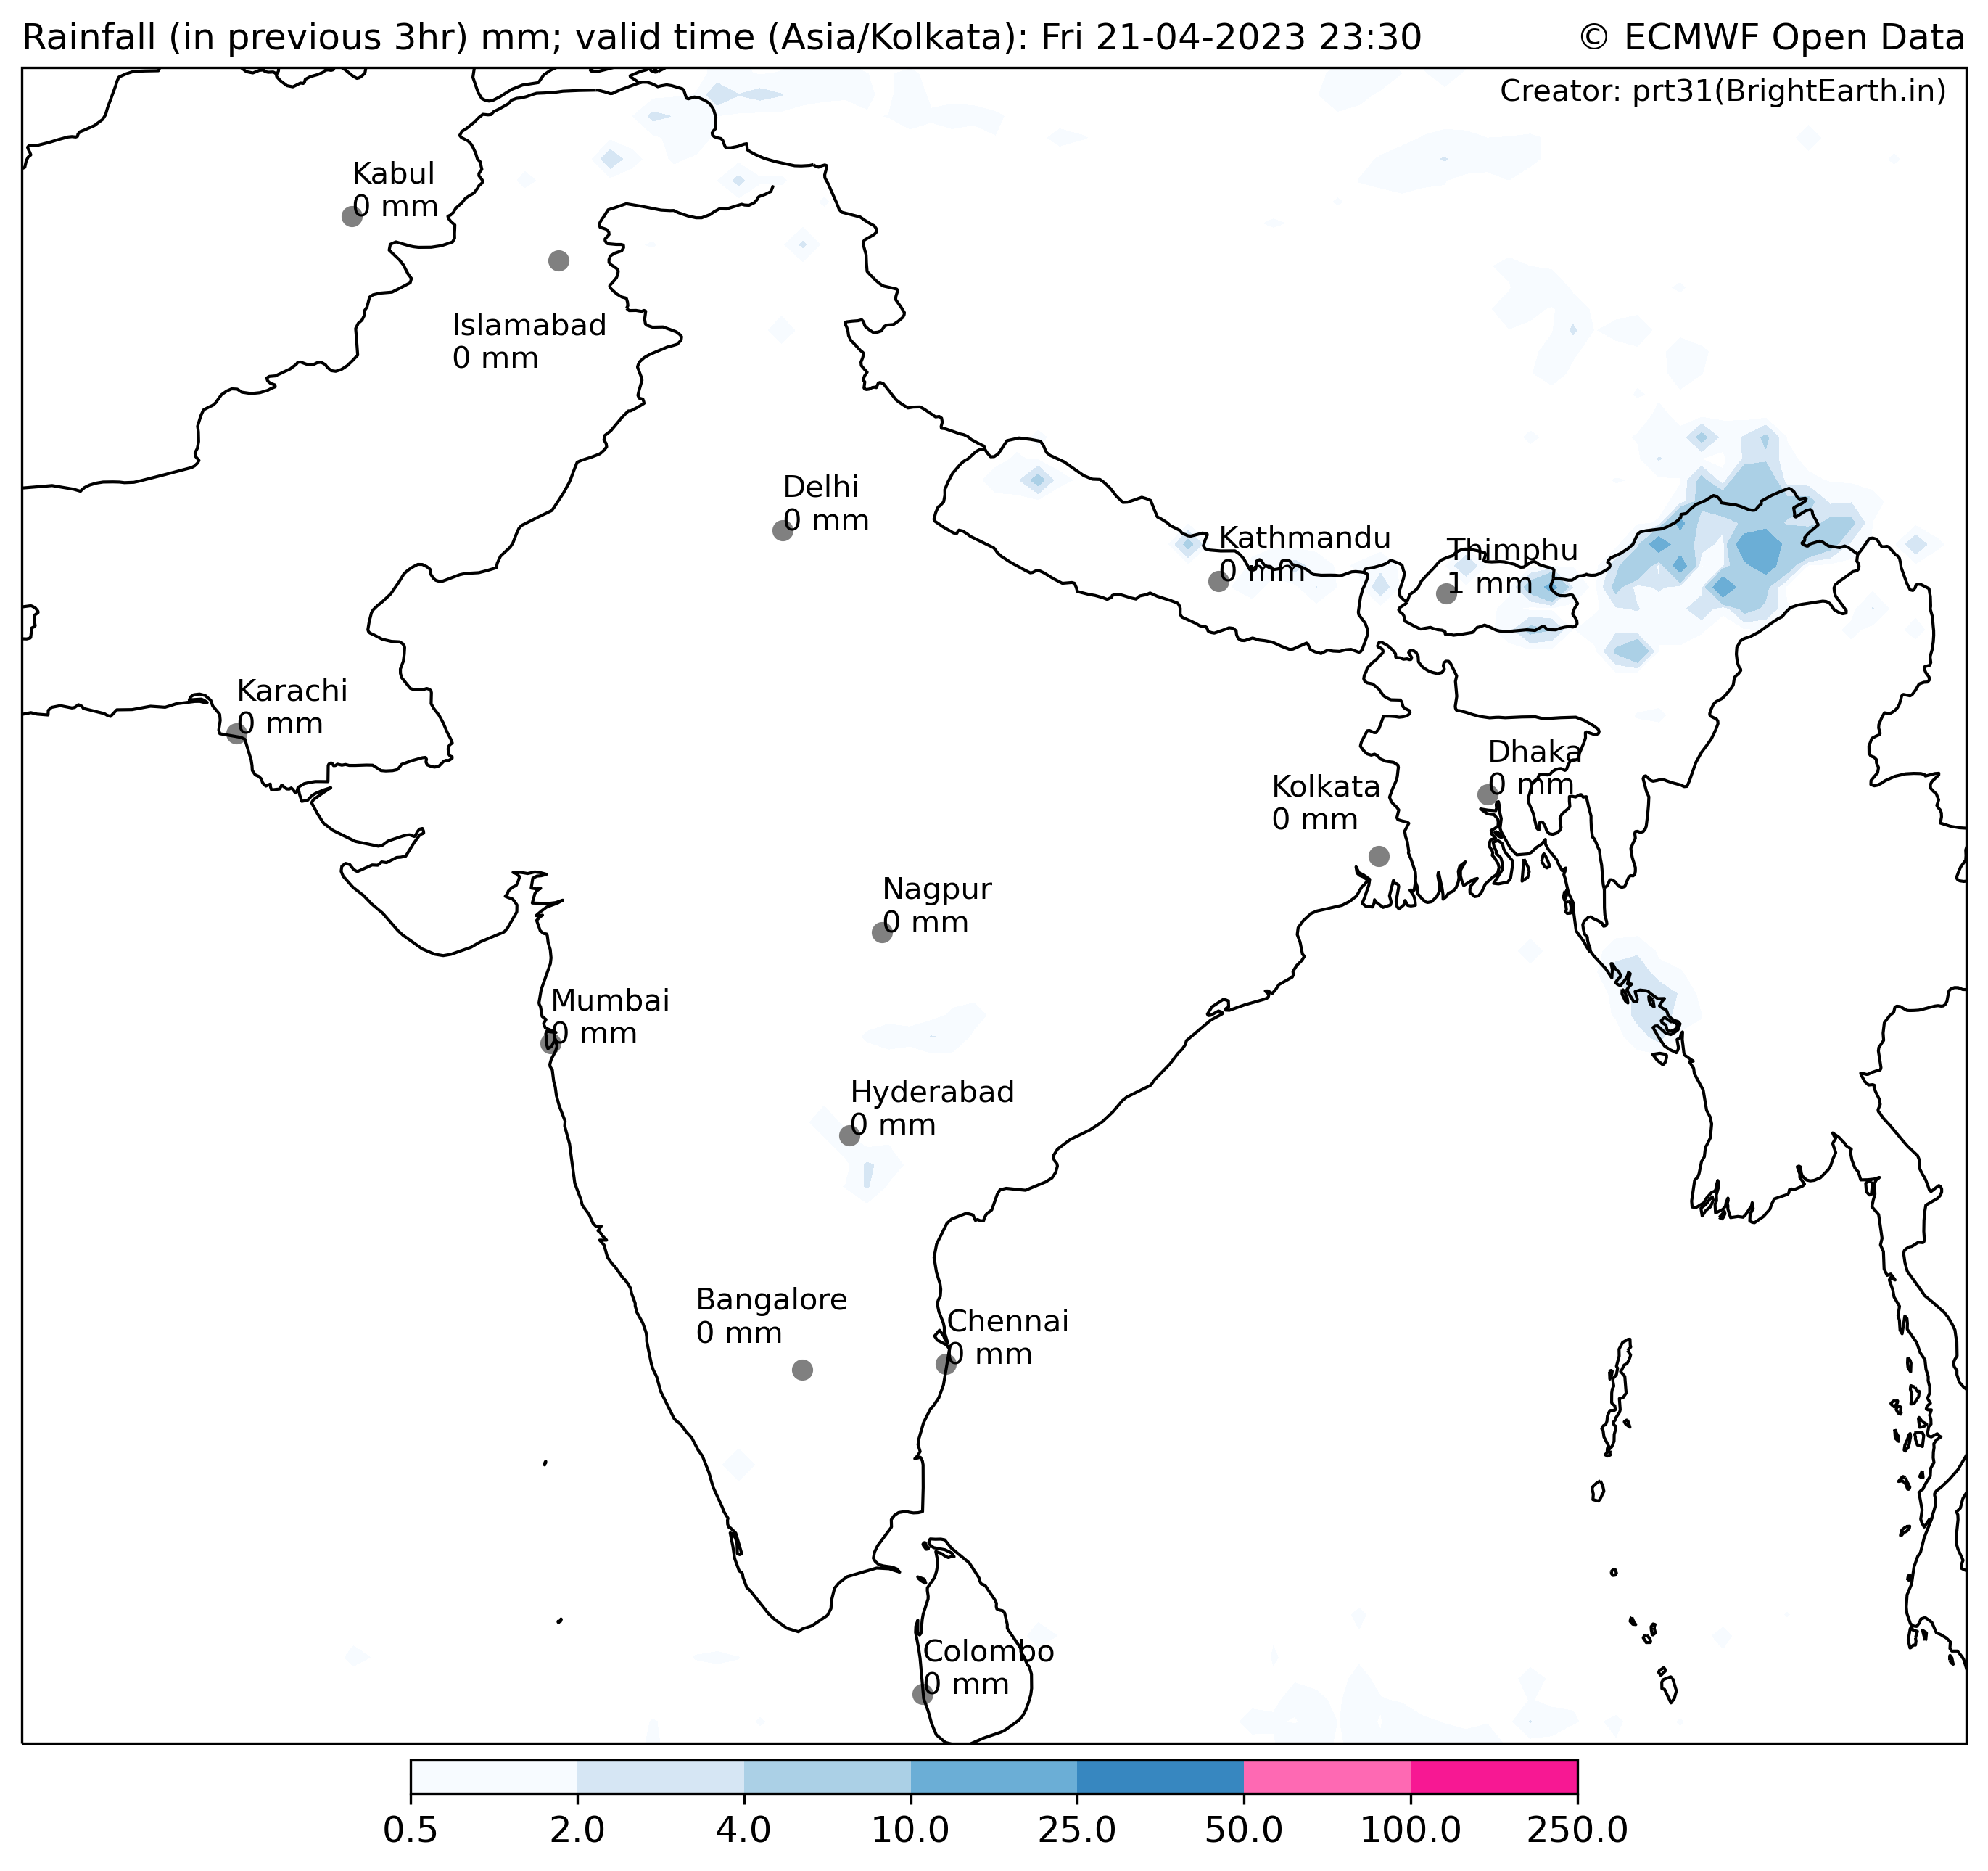 Rainfall (in previous 3hr) mm; valid time (Asia/Kolkata): Fri 21-04-2023 23:30
© ECMWF Open Data
Creator: prt31(BrightEarth.in)
Kabul
0 mm
Islamabad
0 mm
Delhi
0 mm
Kathmandu
0 mm
Thimphu
1 mm
Karachi
0 mm
Dhaka
0 mm
Kolkata
0 mm
Nagpur
0 mm
Mumbai
0 mm
Hyderabad
0 mm
Bangalore
0 mm
Chennai
0 mm
Colombo
0 mm
0.5 2.0 4.0 10.0 25.0 50.0 100.0 250.0